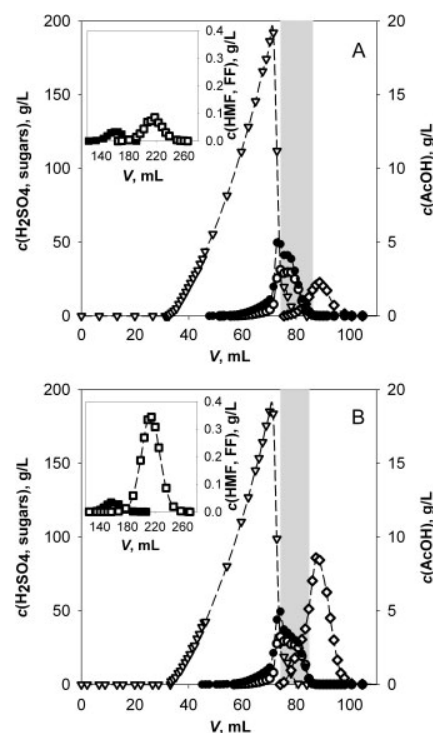 A
200
150
100
50
0
c(H2SO4, sugars), g/L
20
15
10
5
0
c(AcOH), g/L
0 20 40 60 80 100
V, mL
0.4
0.3
0.2
0.1
0.0
c(HMF, FF), g/L
140 180 220 260
V, mL
B
200
150
100
50
0
c(H2SO4, sugars), g/L
20
15
10
5
0
c(AcOH), g/L
0 20 40 60 80 100
V, mL
0.4
0.3
0.2
0.1
0.0
c(HMF, FF), g/L
140 180 220 260
V, mL